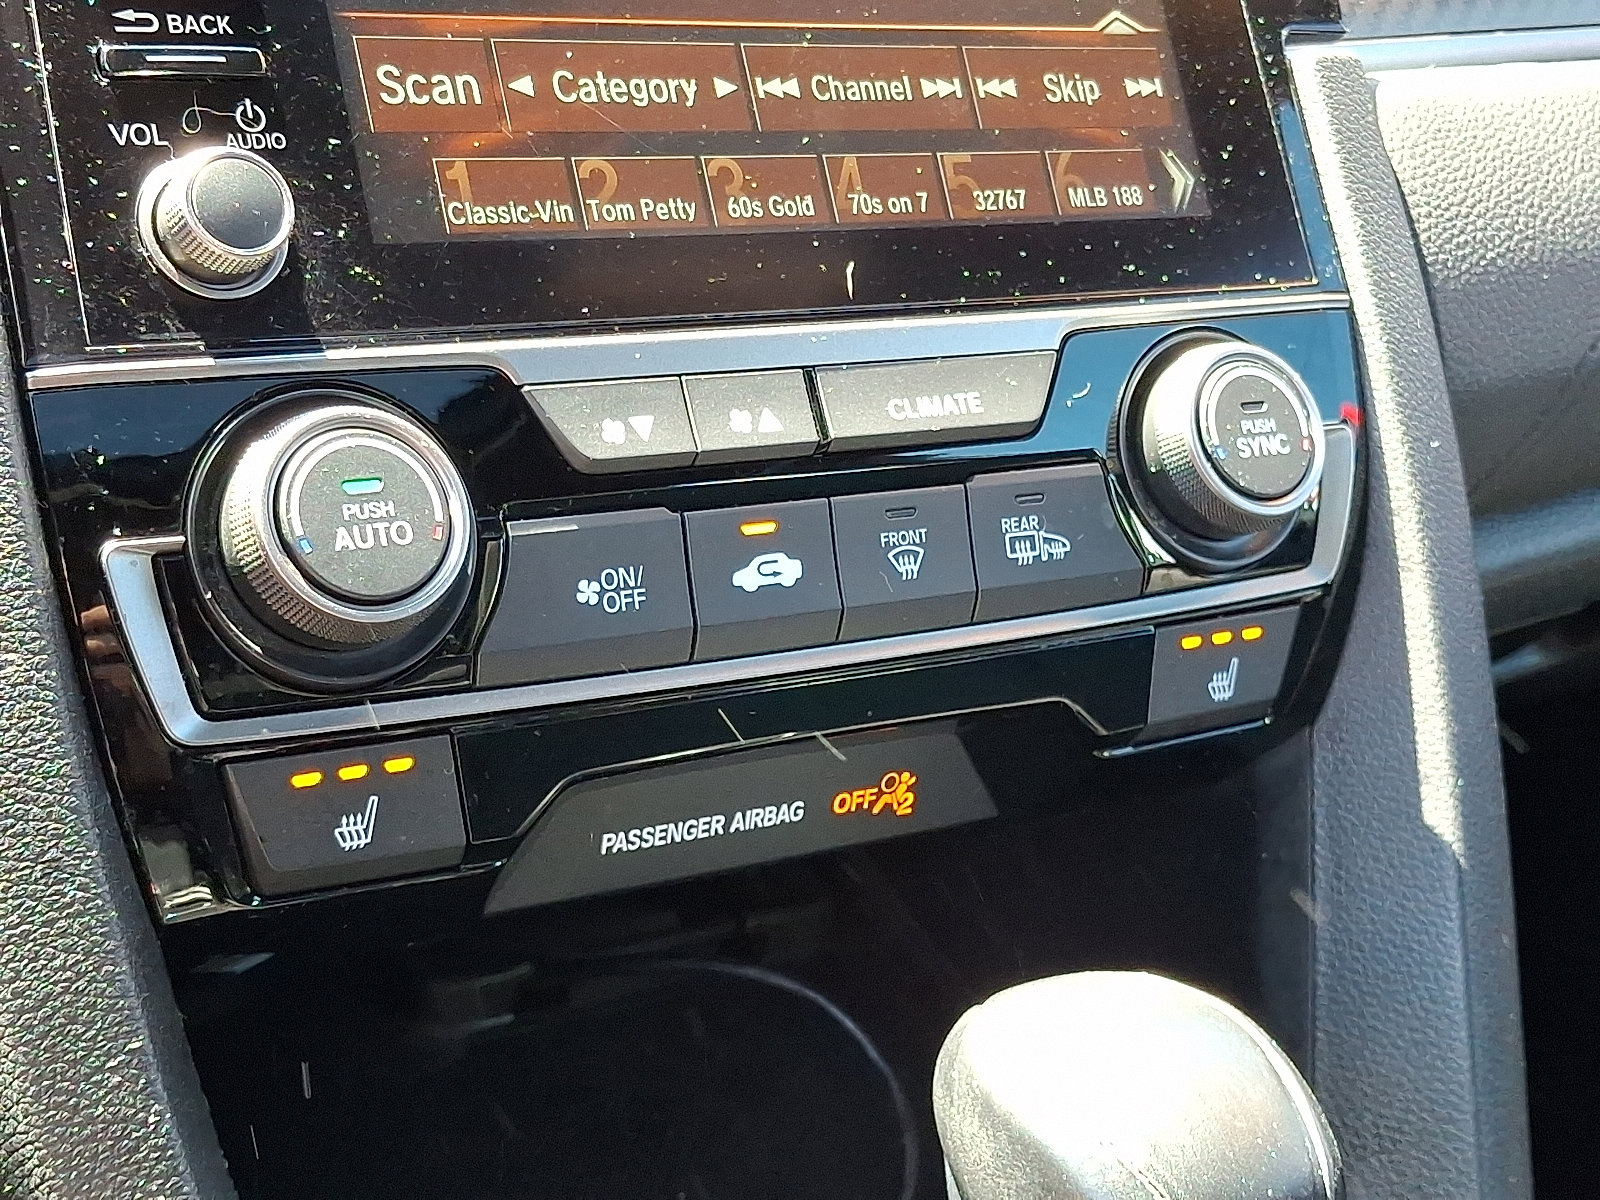 BACK
VOL
AUDIO
Scan
Category
Channel
Skip
1 Classic-Vin
2 Tom Petty
3 60s Gold
4 70s on 7
5 32767
6 MLB 188
CLIMATE
PUSH
AUTO
PUSH
SYNC
ON/
OFF
FRONT
REAR
PASSENGER AIRBAG OFF 2